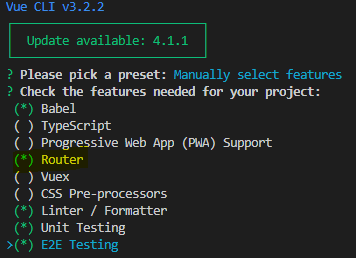 Vue CLI v3.2.2
Update available: 4.1.1
? Please pick a preset: Manually select features
? Check the features needed for your project:
(*) Babel
( ) TypeScript
( ) Progressive Web App (PWA) Support
(*) Router
( ) Vuex
( ) CSS Pre-processors
(*) Linter / Formatter
(*) Unit Testing
>(*) E2E Testing